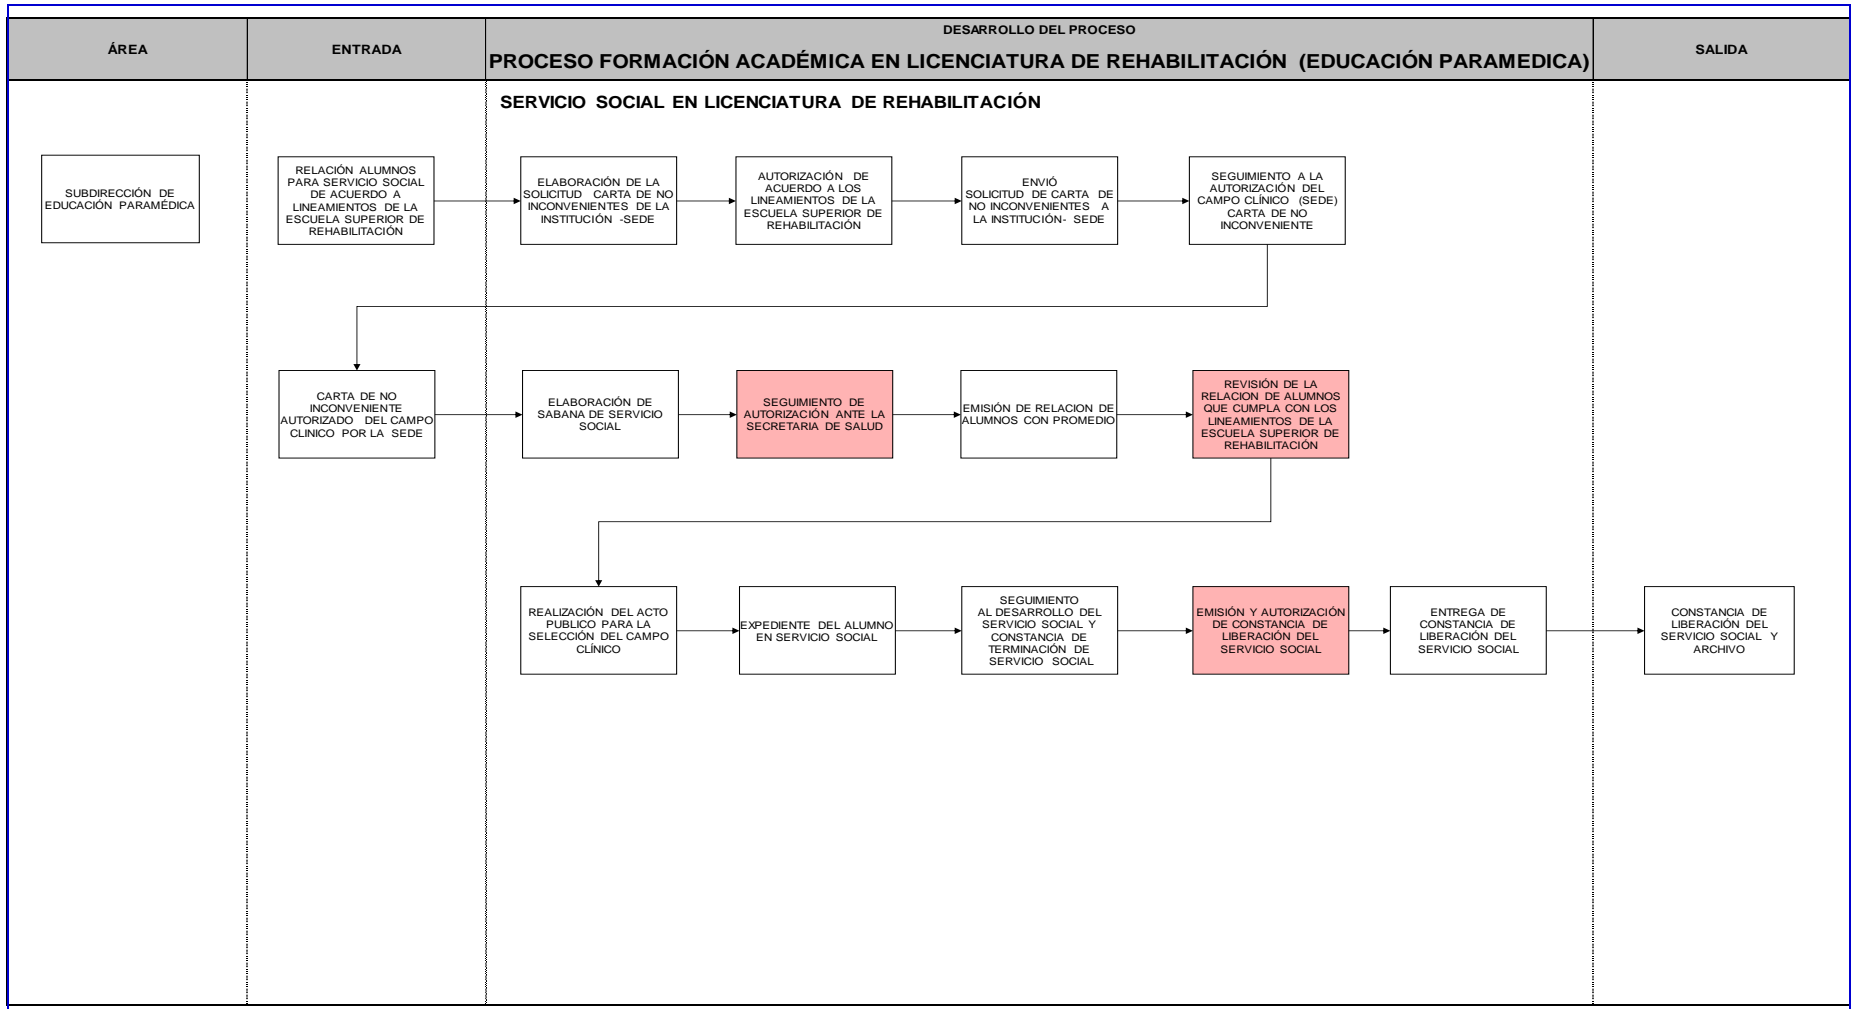 ÁREA
ENTRADA
DESARROLLO DEL PROCESO
PROCESO FORMACIÓN ACADÉMICA EN LICENCIATURA DE REHABILITACIÓN (EDUCACIÓN PARAMEDICA)
SALIDA
SERVICIO SOCIAL EN LICENCIATURA DE REHABILITACIÓN
SUBDIRECCIÓN DE
EDUCACIÓN PARAMÉDICA
RELACIÓN ALUMNOS
PARA SERVICIO SOCIAL
DE ACUERDO A
LINEAMIENTOS DE LA
ESCUELA SUPERIOR DE
REHABILITACIÓN
ELABORACIÓN DE LA
SOLICITUD CARTA DE NO
INCONVENIENTES DE LA
INSTITUCIÓN -SEDE
AUTORIZACIÓN DE
ACUERDO A LOS
LINEAMIENTOS DE LA
ESCUELA SUPERIOR DE
REHABILITACIÓN
ENVIÓ
SOLICITUD DE CARTA DE
NO INCONVENIENTES A
LA INSTITUCIÓN- SEDE
SEGUIMIENTO A LA
AUTORIZACIÓN DEL
CAMPO CLÍNICO (SEDE)
CARTA DE NO
INCONVENIENTE
CARTA DE NO
INCONVENIENTE
AUTORIZADO DEL CAMPO
CLINICO POR LA SEDE
ELABORACIÓN DE
SABANA DE SERVICIO
SOCIAL
SEGUIMIENTO DE
AUTORIZACIÓN ANTE LA
SECRETARIA DE SALUD
EMISIÓN DE RELACION DE
ALUMNOS CON PROMEDIO
REVISIÓN DE LA
RELACION DE ALUMNOS
QUE CUMPLA CON LOS
LINEAMIENTOS DE LA
ESCUELA SUPERIOR DE
REHABILITACIÓN
REALIZACIÓN DEL ACTO
PUBLICO PARA LA
SELECCIÓN DEL CAMPO
CLÍNICO
EXPEDIENTE DEL ALUMNO
EN SERVICIO SOCIAL
SEGUIMIENTO
AL DESARROLLO DEL
SERVICIO SOCIAL Y
CONSTANCIA DE
TERMINACIÓN DE
SERVICIO SOCIAL
EMISIÓN Y AUTORIZACIÓN
DE CONSTANCIA DE
LIBERACIÓN DEL
SERVICIO SOCIAL
ENTREGA DE
CONSTANCIA DE
LIBERACIÓN DEL
SERVICIO SOCIAL
CONSTANCIA DE
LIBERACIÓN DEL
SERVICIO SOCIAL Y
ARCHIVO